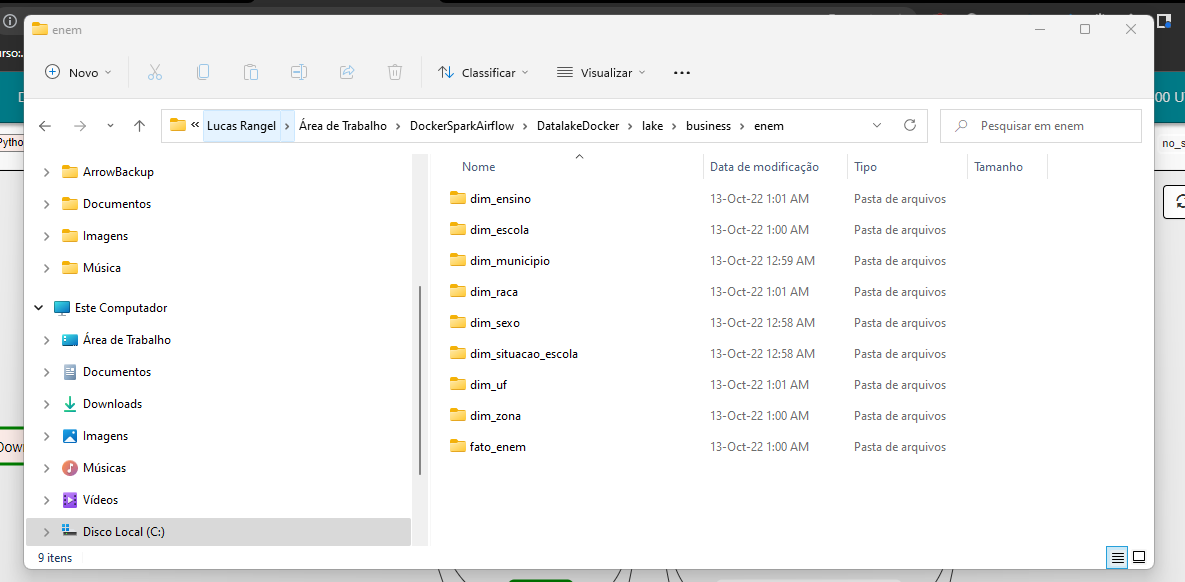 enem
Novo
Classificar
Visualizar
Lucas Rangel > Área de Trabalho > DockerSparkAirflow > DatalakeDocker > lake > business > enem
Pesquisar em enem
ArrowBackup
Documentos
Imagens
Música
Este Computador
Área de Trabalho
Documentos
Downloads
Imagens
Músicas
Vídeos
Disco Local (C:)
Nome Data de modificação Tipo Tamanho
dim_ensino 13-Oct-22 1:01 AM Pasta de arquivos
dim_escola 13-Oct-22 1:00 AM Pasta de arquivos
dim_municipio 13-Oct-22 12:59 AM Pasta de arquivos
dim_raca 13-Oct-22 1:01 AM Pasta de arquivos
dim_sexo 13-Oct-22 12:58 AM Pasta de arquivos
dim_situacao_escola 13-Oct-22 12:58 AM Pasta de arquivos
dim_uf 13-Oct-22 1:01 AM Pasta de arquivos
dim_zona 13-Oct-22 1:00 AM Pasta de arquivos
fato_enem 13-Oct-22 1:00 AM Pasta de arquivos
9 itens